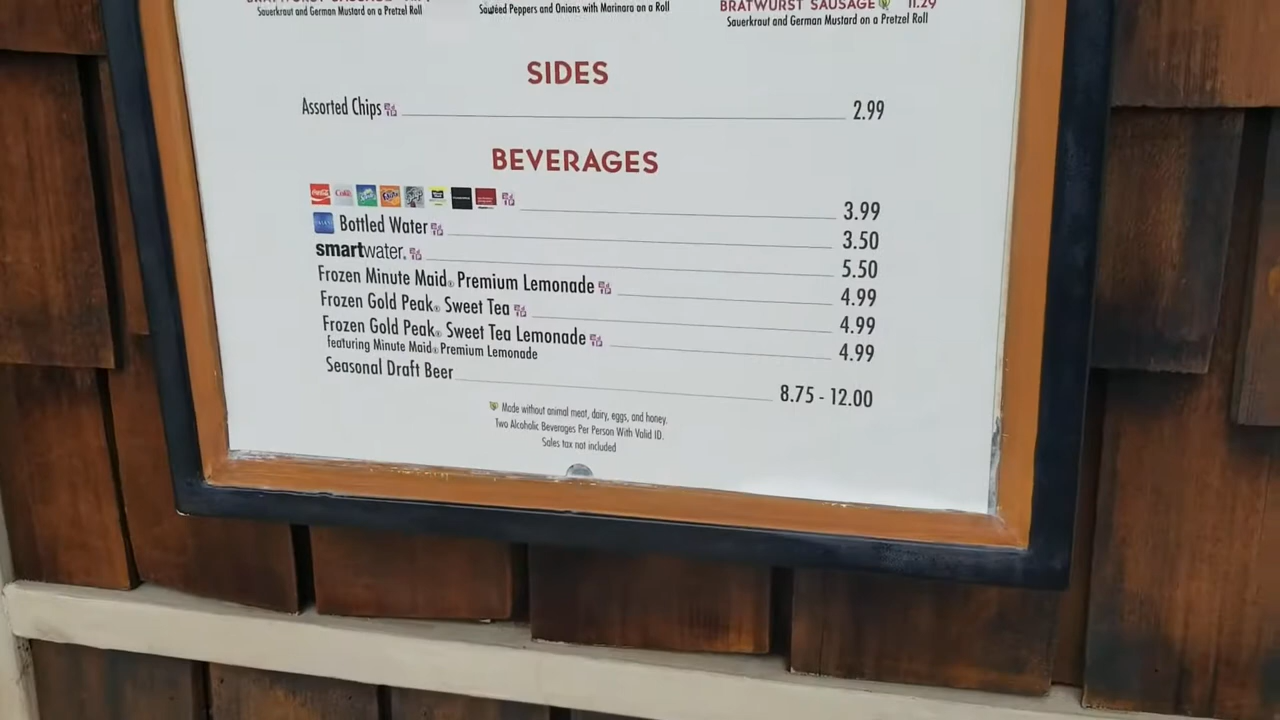 Sauerkraut and German Mustard on a Pretzel Roll
Sautéed Peppers and Onions with Marinara on a Roll
BRATWURST SAUSAGE 11.29
Sauerkraut and German Mustard on a Pretzel Roll
SIDES
Assorted Chips 2.99
BEVERAGES
Coca-Cola Coke Sprite Fanta 3.99
Bottled Water 3.50
smartwater® 5.50
Frozen Minute Maid® Premium Lemonade 4.99
Frozen Gold Peak® Sweet Tea 4.99
Frozen Gold Peak® Sweet Tea Lemonade 4.99
featuring Minute Maid® Premium Lemonade
Seasonal Draft Beer 8.75 - 12.00
Made without animal meat, dairy, eggs, and honey.
Two Alcoholic Beverages Per Person With Valid ID.
Sales tax not included